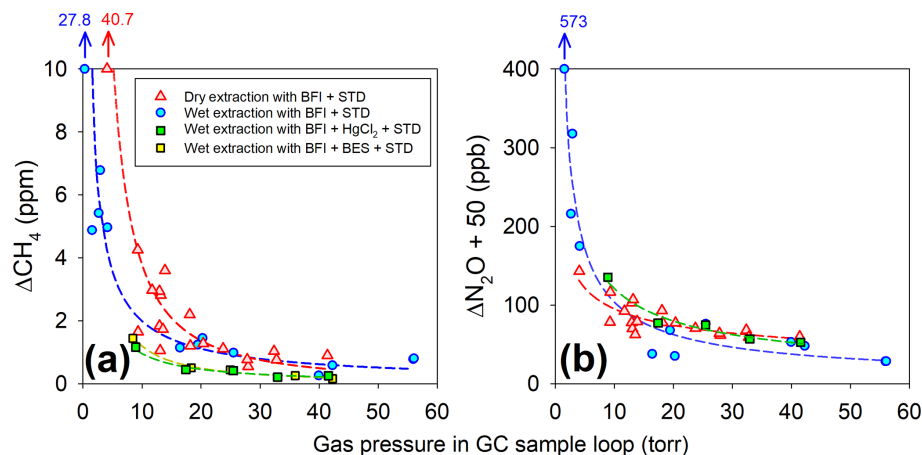 27.8 40.7
573
Dry extraction with BFI + STD
Wet extraction with BFI + STD
Wet extraction with BFI + HgCl₂ + STD
Wet extraction with BFI + BES + STD
ΔCH₄ (ppm)
10
8
6
4
2
0
(a)
0 10 20 30 40 50 60
ΔN₂O + 50 (ppb)
400
300
200
100
0
(b)
0 10 20 30 40 50 60
Gas pressure in GC sample loop (torr)